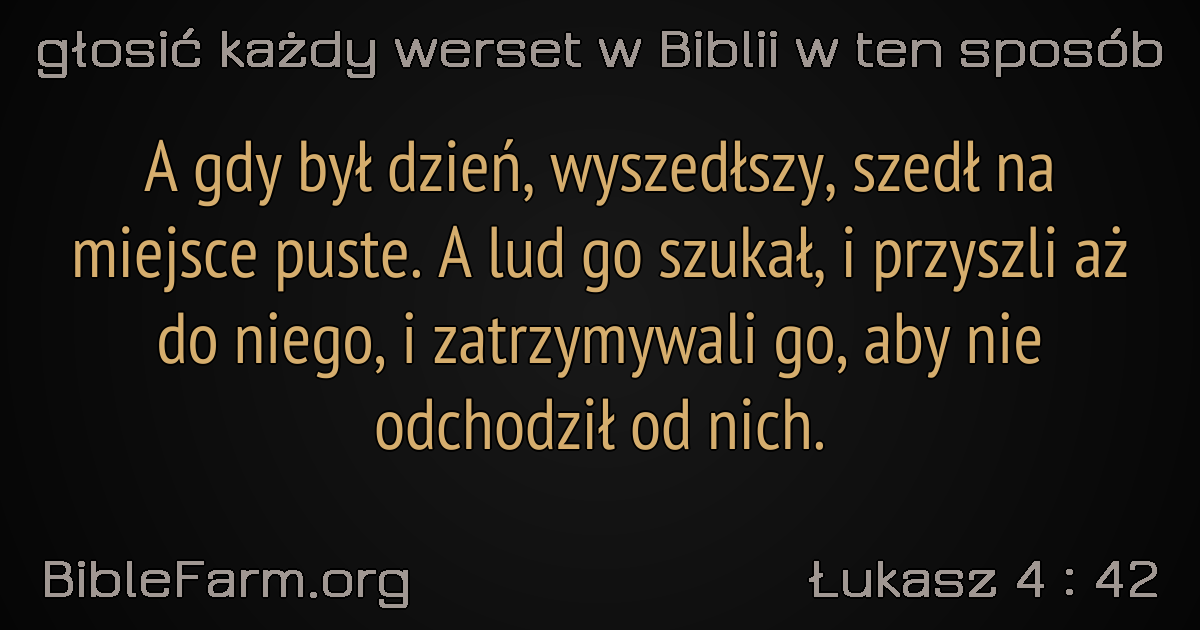 głosić każdy werset w Biblii w ten sposób
A gdy był dzień, wyszedłszy, szedł na
miejsce puste. A lud go szukał, i przyszli aż
do niego, i zatrzymywali go, aby nie
odchodził od nich.
BibleFarm.org
Łukasz 4 : 42